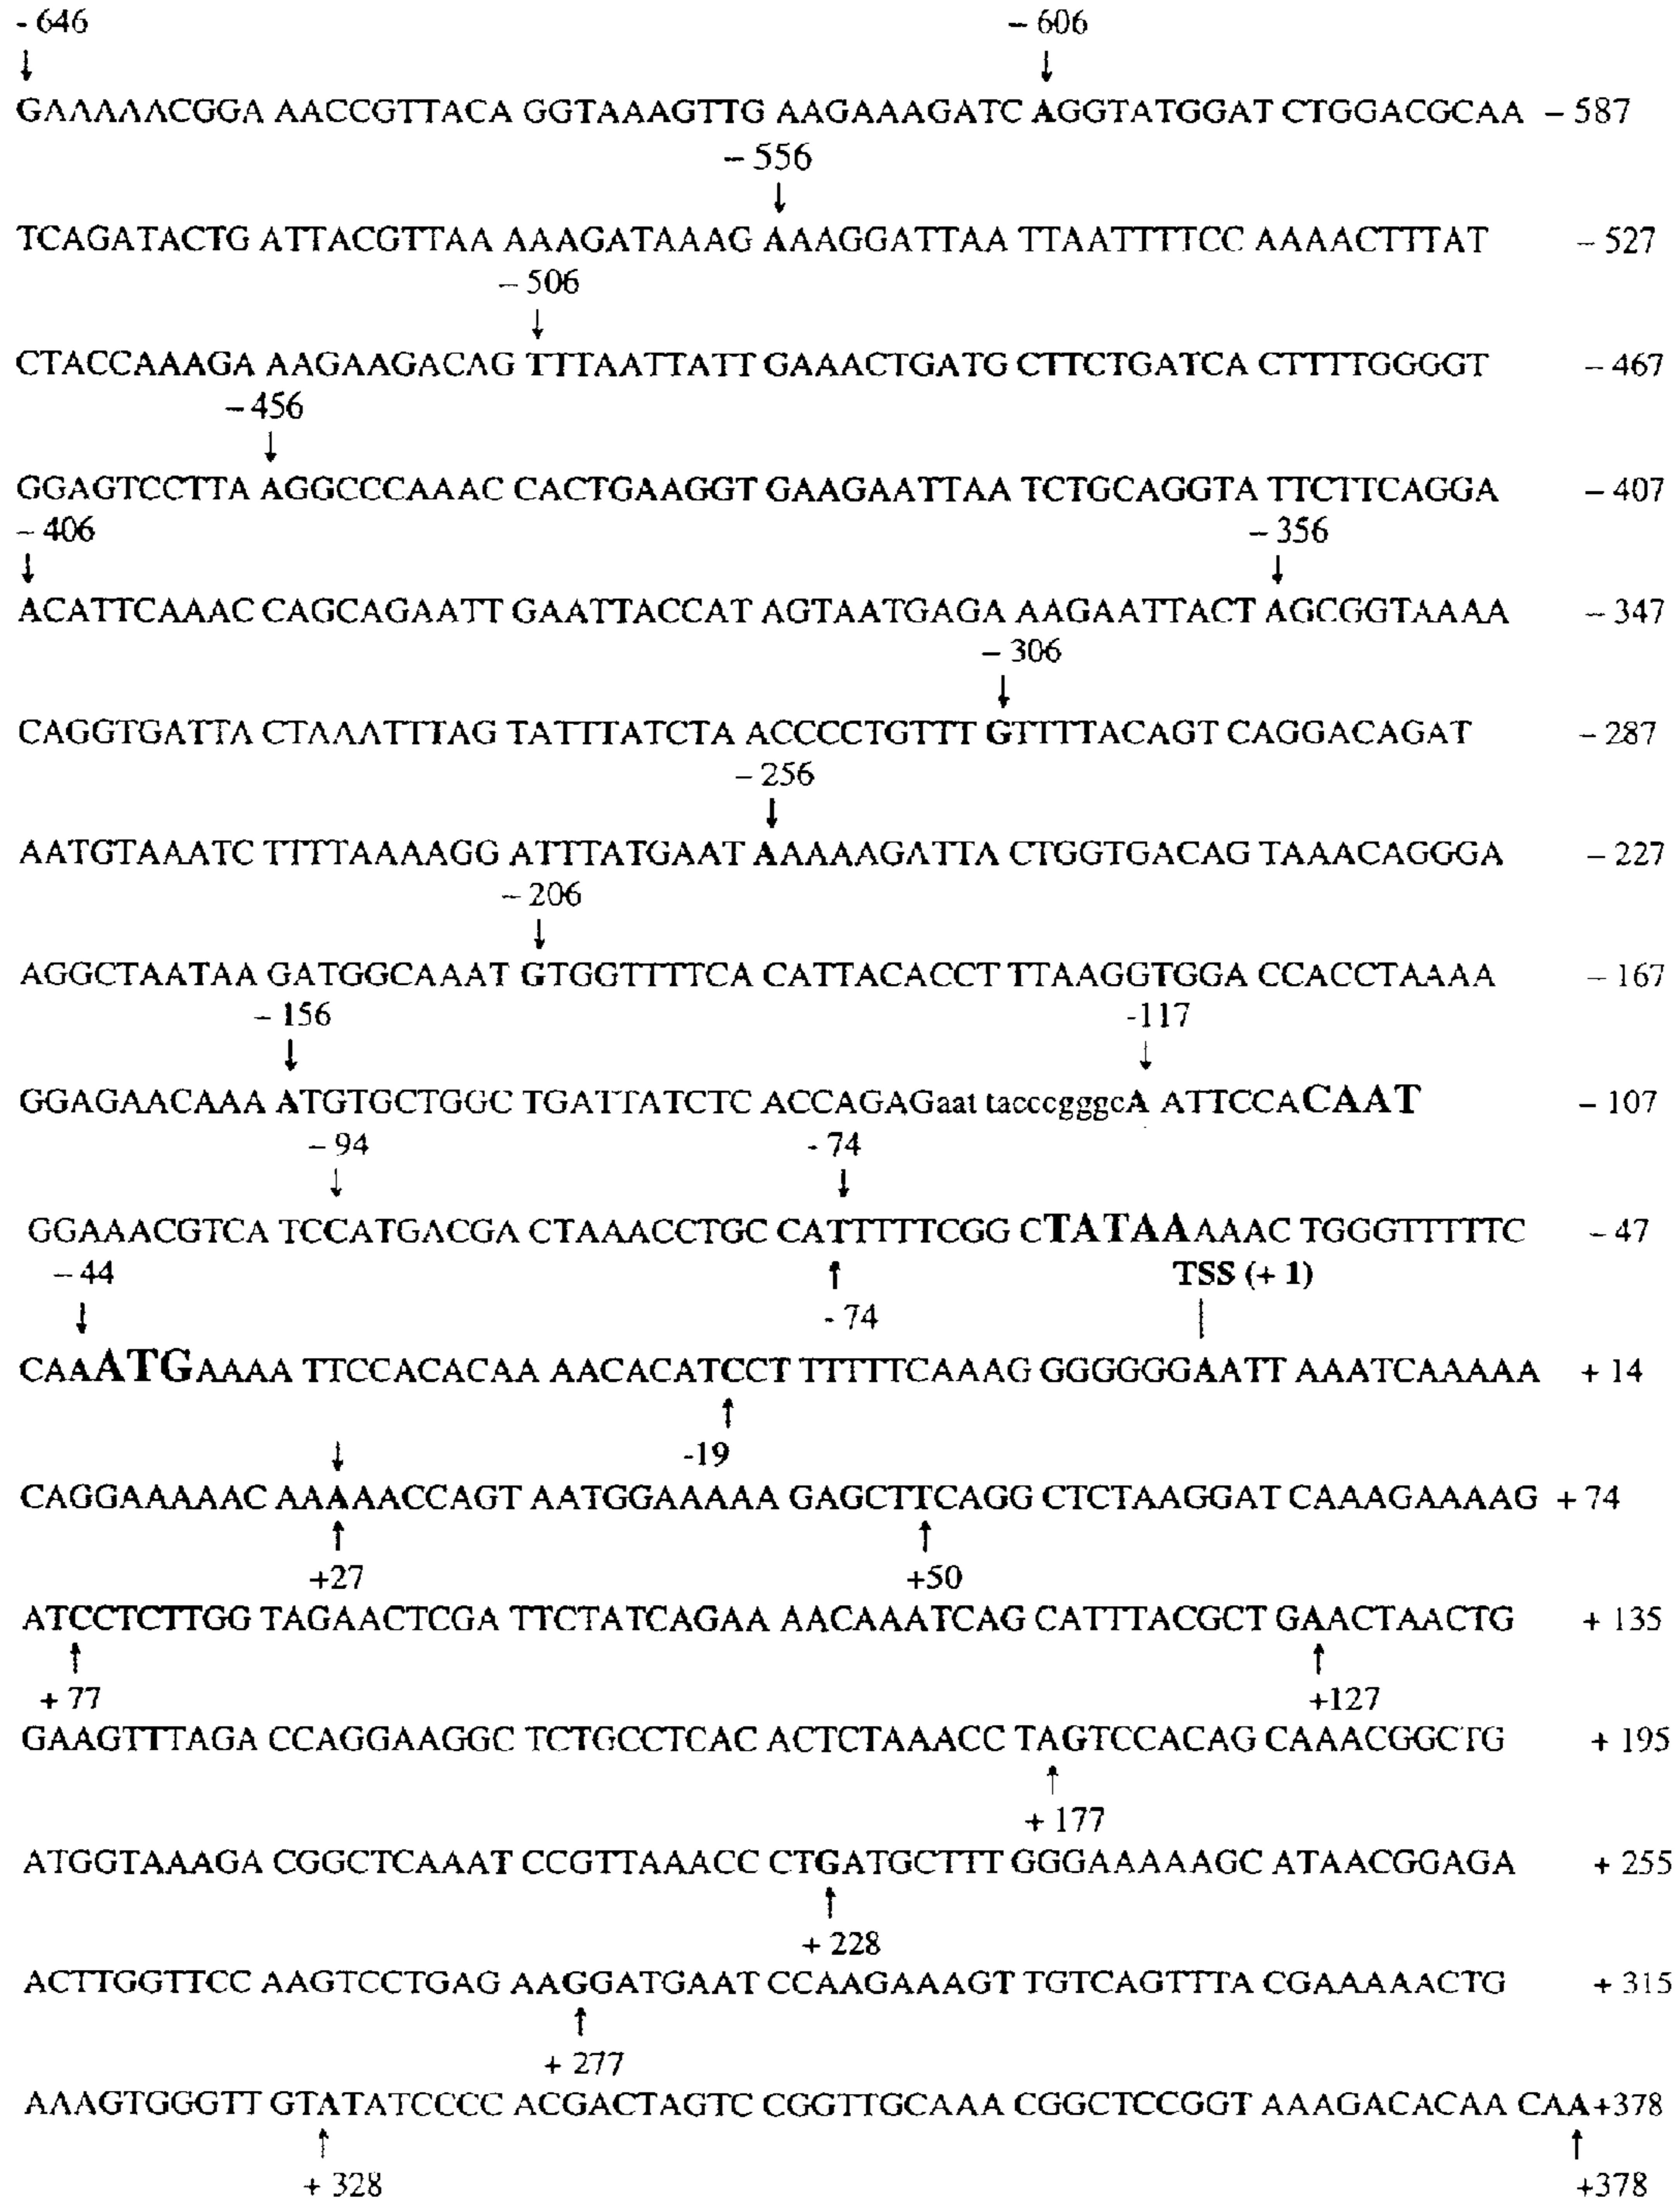 - 646 – 606
↓ ↓
GAAAAACGGA AACCGTTACA GGTAAAGTTG AAGAAAGATC AGGTATGGAT CTGGACGCAA – 587
– 556
↓
TCAGATACTG ATTACGTTAA AAAGATAAAG AAAGGATTAA TTAATTTTCC AAAACTTTAT – 527
– 506
↓
CTACCAAAGA AAGAAGACAG TTTAATTATT GAAACTGATG CTTCTGATCA CTTTTGGGGT – 467
– 456
↓
GGAGTCCTTA AGGCCCAAAC CACTGAAGGT GAAGAATTAA TCTGCAGGTA TTCTTCAGGA – 407
– 406 – 356
↓ ↓
ACATTCAAAC CAGCAGAATT GAATTACCAT AGTAATGAGA AAGAATTACT AGCGGTAAAA – 347
– 306
↓
CAGGTGATTA CTAAATTTAG TATTTATCTA ACCCCTGTTT GTTTTACAGT CAGGACAGAT – 287
– 256
↓
AATGTAAATC TTTTAAAAGG ATTTATGAAT AAAAAGATTA CTGGTGACAG TAAACAGGGA – 227
– 206
↓
AGGCTAATAA GATGGCAAAT GTGGTTTTCA CATTACACCT TTAAGGTGGA CCACCTAAAA – 167
– 156 -117
↓ ↓
GGAGAACAAA ATGTGCTGGC TGATTATCTC ACCAGAGaat tacccgggcA ATTCCACAAT – 107
– 94 - 74
↓ ↓
GGAAACGTCA TCCATGACGA CTAAACCTGC CATTTTTCGG CTATAAAAAC TGGGTTTTTC – 47
– 44 ↑ TSS (+ 1)
↓ - 74
CAAATGAAAA TTCCACACAA AACACATCCT TTTTTCAAAG GGGGGGAATT AAATCAAAAA + 14
↑
↓ -19
CAGGAAAAAC AAAAACCAGT AATGGAAAAA GAGCTTCAGG CTCTAAGGAT CAAAGAAAAG + 74
↑ ↑
+27 +50
ATCCTCTTGG TAGAACTCGA TTCTATCAGAA AACAAATCAG CATTTACGCT GAACTAACTG + 135
↑ ↑
+ 77 +127
GAAGTTTAGA CCAGGAAGGC TCTGCCTCAC ACTCTAAACC TAGTCCACAG CAAACGGCTG + 195
↑
+ 177
ATGGTAAAGA CGGCTCAAAT CCGTTAAACC CTGATGCTTT GGGAAAAAGC ATAACGGAGA + 255
↑
+ 228
ACTTGGTTCC AAGTCCTGAG AAGGATGAAT CCAAGAAAGT TGTCAGTTTA CGAAAAACTG + 315
↑
+ 277
AAAGTGGGTT GTATATCCCC ACGACTAGTC CGGTTGCAAA CGGCTCCGGT AAAGACACAA CAA+378
↑ ↑
+ 328 +378